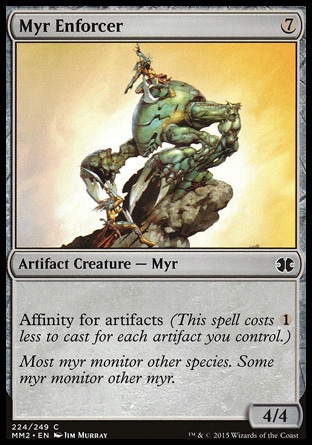 Myr Enforcer 7
Artifact Creature — Myr
Affinity for artifacts (This spell costs 1
less to cast for each artifact you control.)
Most myr monitor other species. Some
myr monitor other myr.
224/249 C
MM2 • EN Jim Murray
™ & © 2015 Wizards of the Coast
4/4